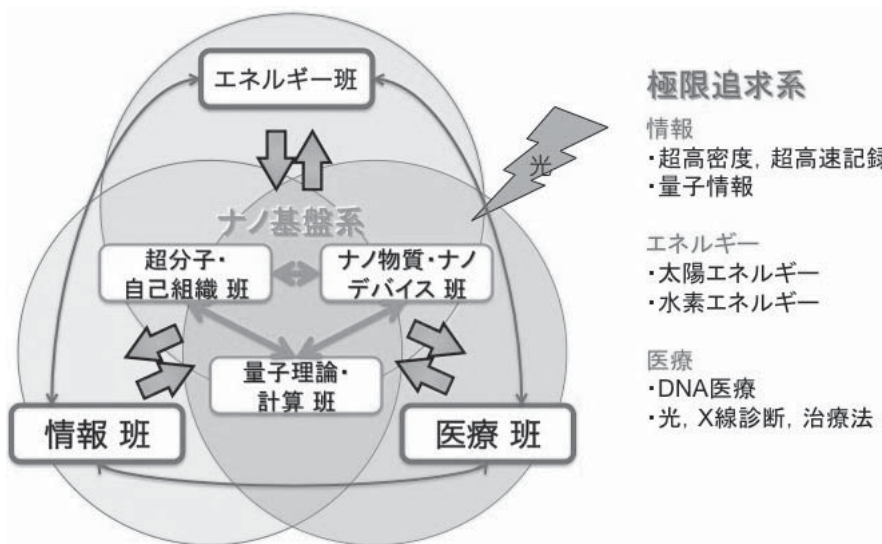 エネルギー班
光
ナノ基盤系
超分子・
自己組織 班
ナノ物質・ナノ
デバイス 班
量子理論・
計算 班
情報 班
医療 班
極限追求系
情報
・超高密度, 超高速記録
・量子情報
エネルギー
・太陽エネルギー
・水素エネルギー
医療
・DNA医療
・光, X線診断, 治療法